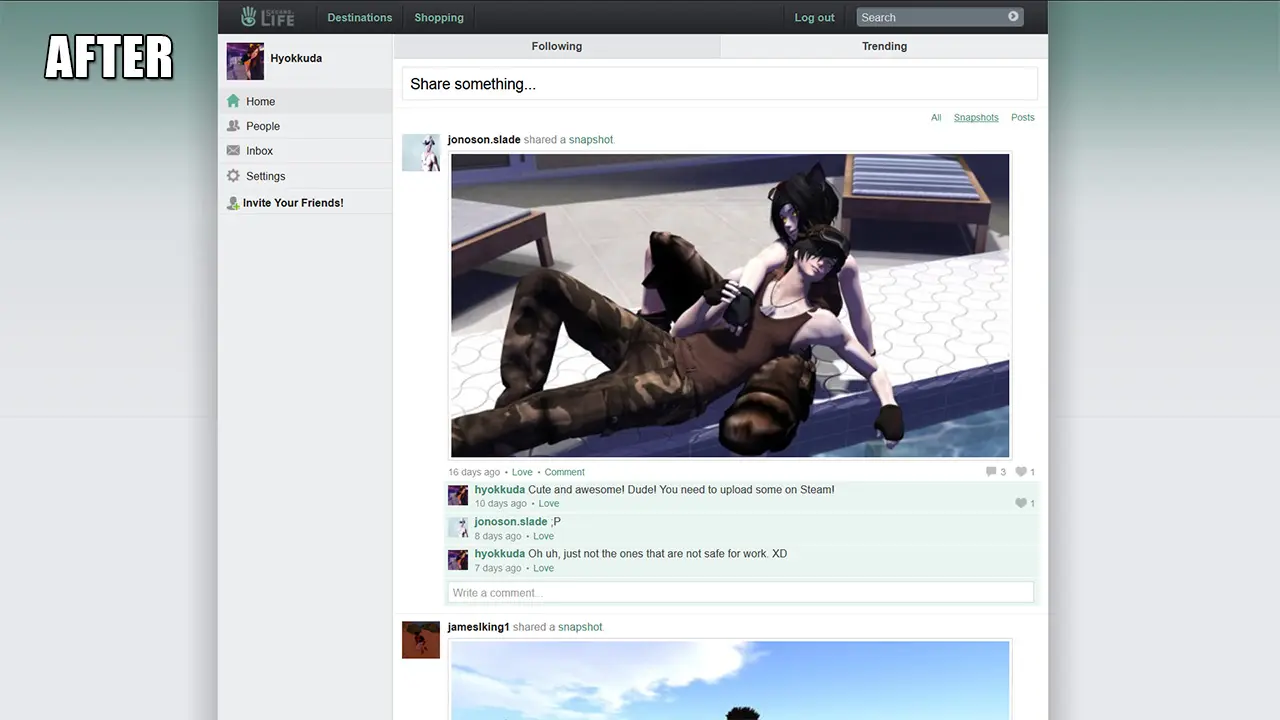 AFTER
SECOND LIFE
Destinations
Shopping
Log out
Search
Hyokkuda
Home
People
Inbox
Settings
Invite Your Friends!
Following
Trending
Share something...
All
Snapshots
Posts
jonoson.slade shared a snapshot.
16 days ago • Love • Comment
3
1
hyokkuda Cute and awesome! Dude! You need to upload some on Steam!
10 days ago • Love
1
jonoson.slade ;P
8 days ago • Love
hyokkuda Oh uh, just not the ones that are not safe for work. XD
7 days ago • Love
Write a comment...
jameslking1 shared a snapshot